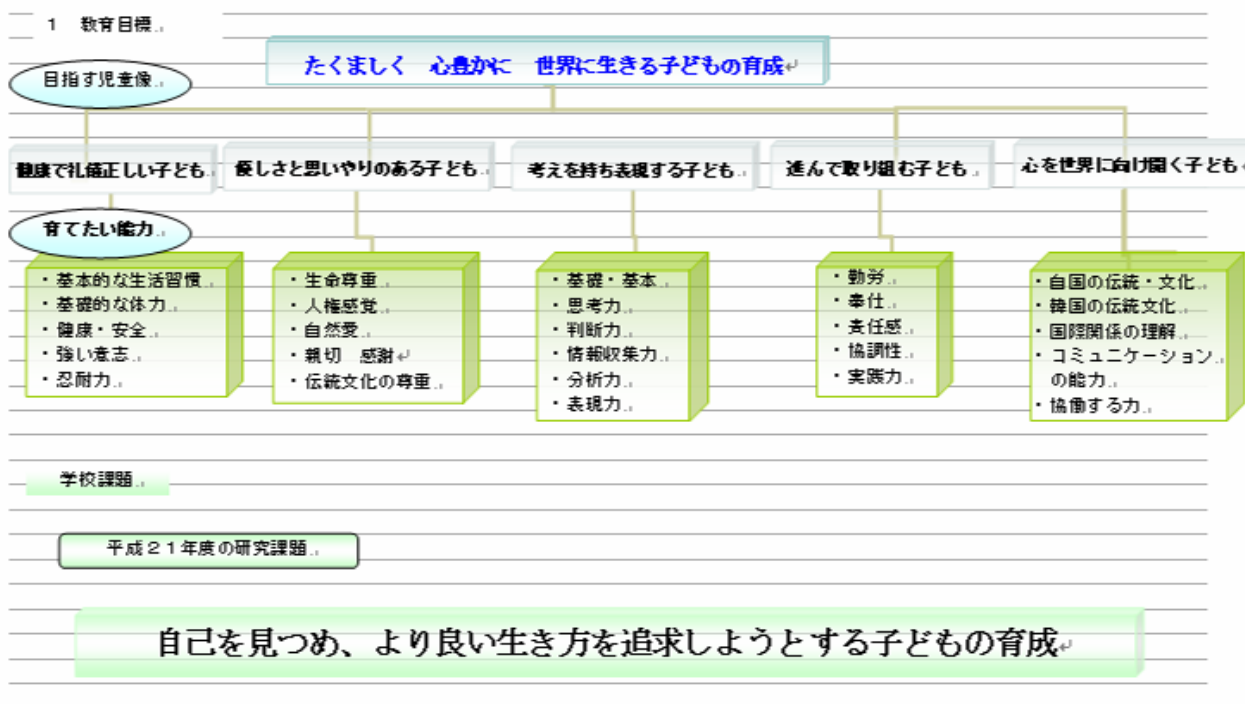 １　教育目標
たくましく　心豊かに　世界に生きる子どもの育成
目指す児童像
健康で礼儀正しい子ども
優しさと思いやりのある子ども
考えを持ち表現する子ども
進んで取り組む子ども
心を世界に向け開く子ども
育てたい能力
・基本的な生活習慣
・基礎的な体力
・健康・安全
・強い意志
・忍耐力
・生命尊重
・人権感覚
・自然愛
・親切　感謝
・伝統文化の尊重
・基礎・基本
・思考力
・判断力
・情報収集力
・分析力
・表現力
・勤労
・奉仕
・責任感
・協調性
・実践力
・自国の伝統・文化
・韓国の伝統文化
・国際関係の理解
・コミュニケーション
の能力
・協働する力
学校課題
平成２１年度の研究課題
自己を見つめ、より良い生き方を追求しようとする子どもの育成